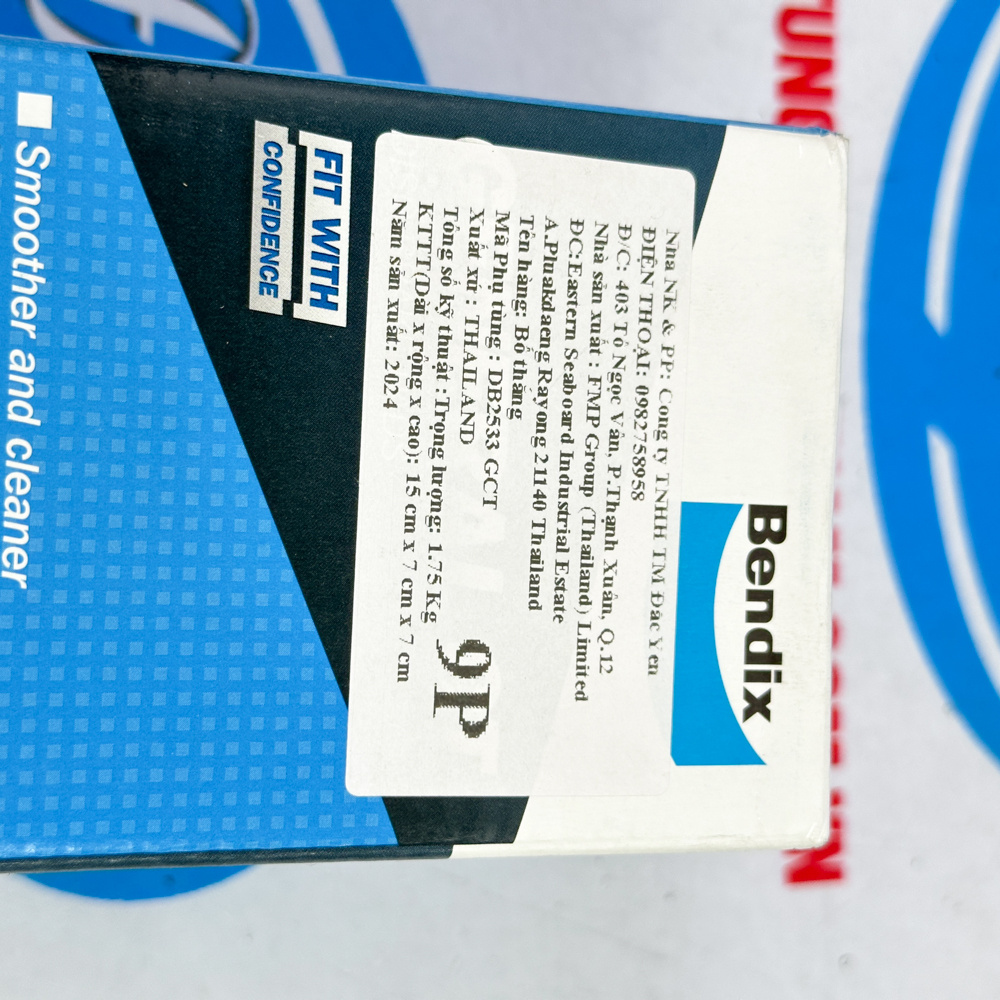 Bendix
Nhà NK & PP: Công ty TNHH TM Đắc Yên
ĐIỆN THOẠI: 0982758958
Đ/C: 403 Tô Ngọc Vân, P.Thạnh Xuân, Q.12
Nhà sản xuất : FMP Group (Thailand) Limited
ĐC:Eastern Seaboard Industrial Estate
A.Pluakdaeng Rayong 21140 Thailand
Tên hàng: Bố thắng
Mã Phụ tùng : DB2533 GCT
Xuất xứ : THAILAND
Tổng số kỹ thuật :Trọng lượng: 1.75 Kg
KTTT(Dài x rộng x cao): 15 cm x 7 cm x 7 cm
Năm sản xuất: 2024
9P
FIT WITH
CONFIDENCE
Smoother and cleaner